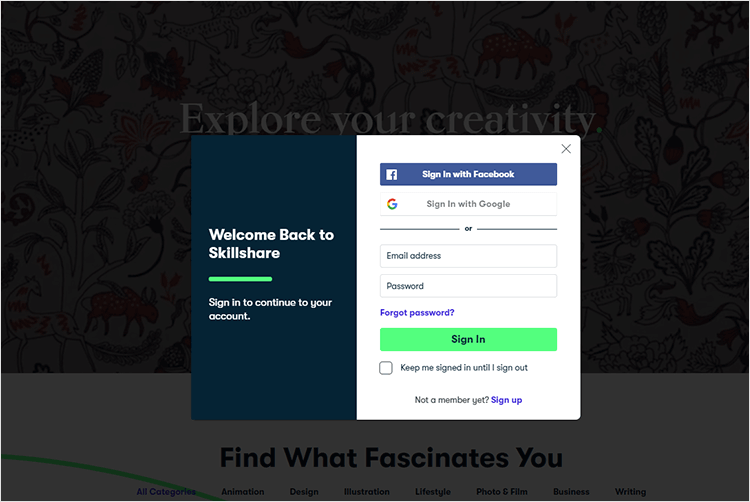 Explore your creativity.
Welcome Back to
Skillshare
Sign in to continue to your
account.
Sign In with Facebook
Sign In with Google
or
Email address
Password
Forgot password?
Sign In
Keep me signed in until I sign out
Not a member yet? Sign up
Find What Fascinates You
All Categories Animation Design Illustration Lifestyle Photo & Film Business Writing